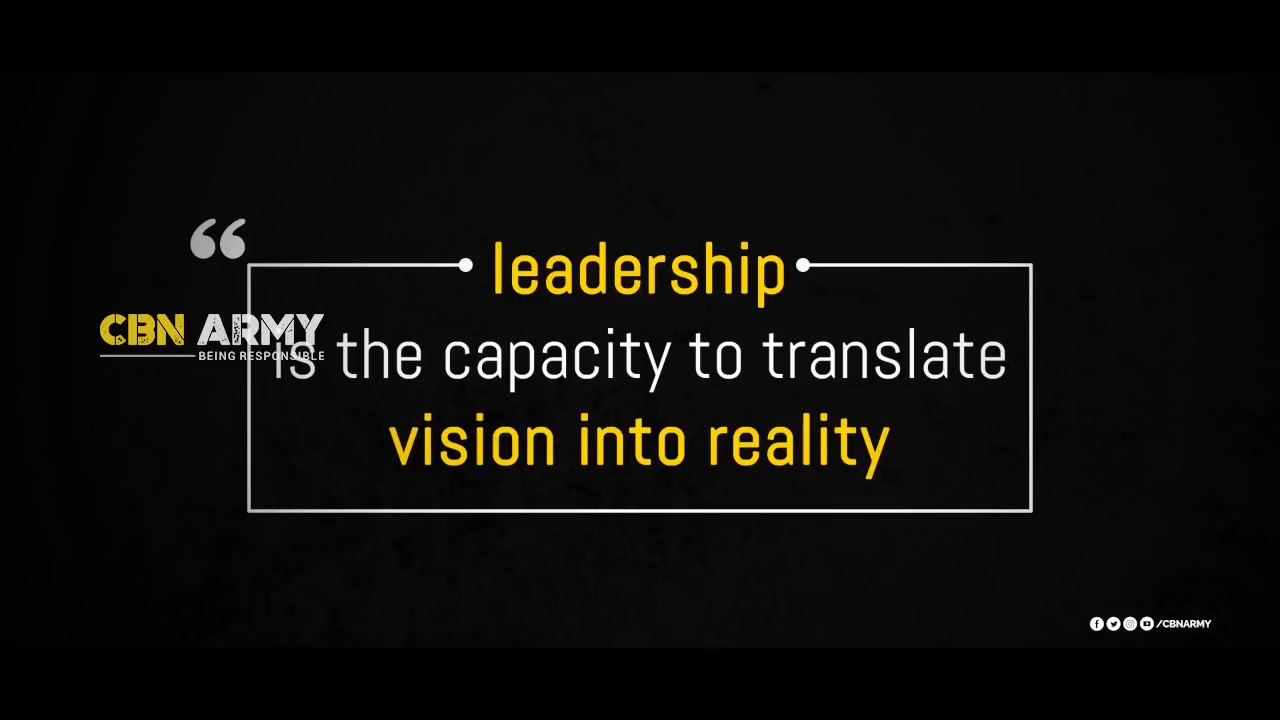 “
leadership
CBN ARMY
BEING RESPONSIBLE
is the capacity to translate
vision into reality
/CBNARMY